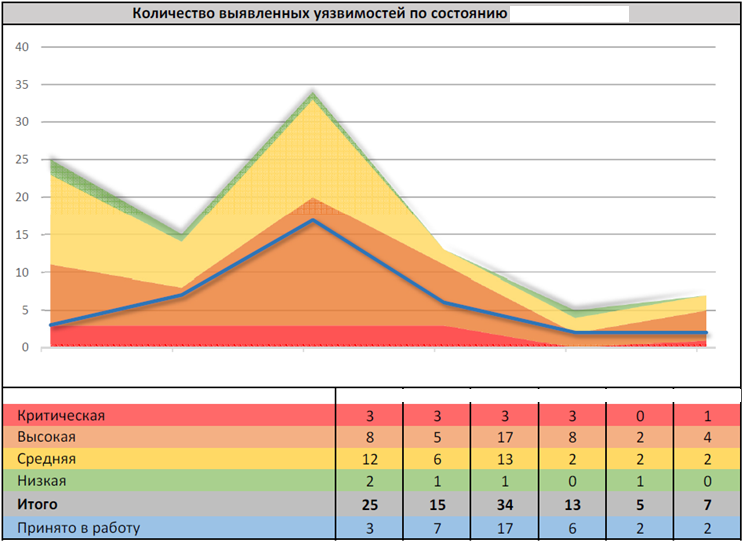 Количество выявленных уязвимостей по состоянию
40
35
30
25
20
15
10
5
0
Критическая 3 3 3 3 0 1
Высокая 8 5 17 8 2 4
Средняя 12 6 13 2 2 2
Низкая 2 1 1 0 1 0
Итого 25 15 34 13 5 7
Принято в работу 3 7 17 6 2 2